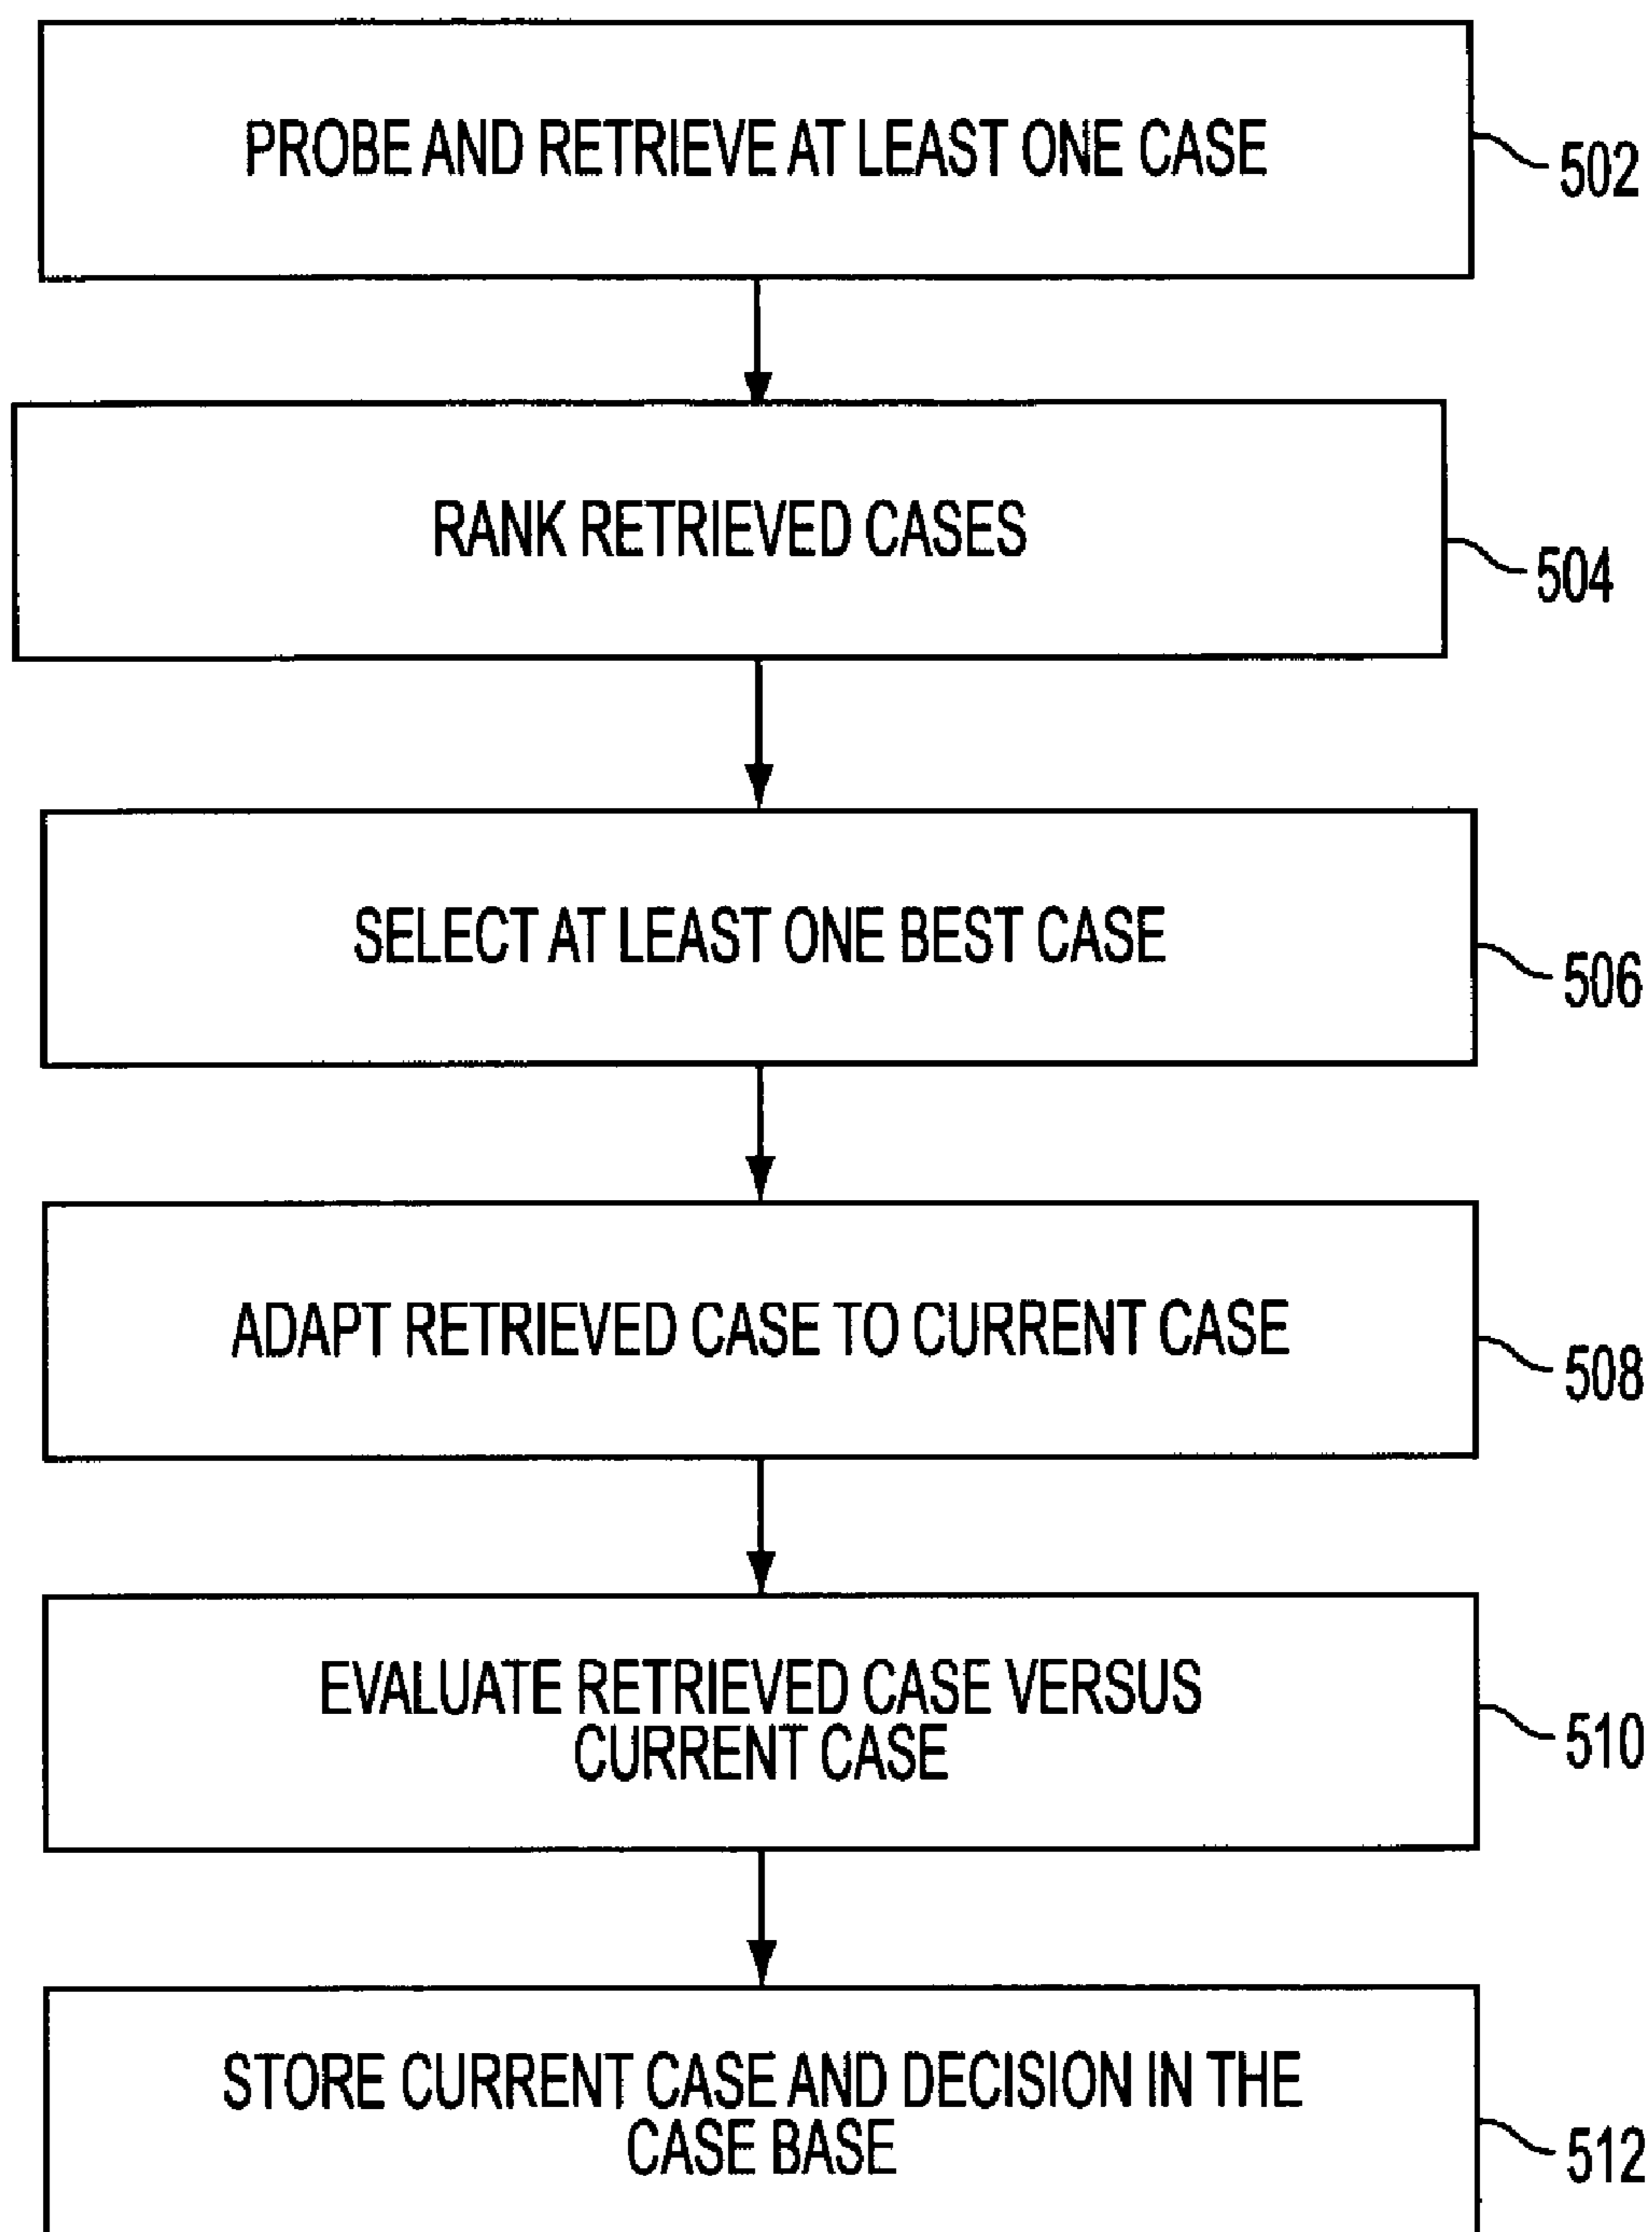 PROBE AND RETRIEVE AT LEAST ONE CASE
502
RANK RETRIEVED CASES
504
SELECT AT LEAST ONE BEST CASE
506
ADAPT RETRIEVED CASE TO CURRENT CASE
508
EVALUATE RETRIEVED CASE VERSUS
CURRENT CASE
510
STORE CURRENT CASE AND DECISION IN THE
CASE BASE
512